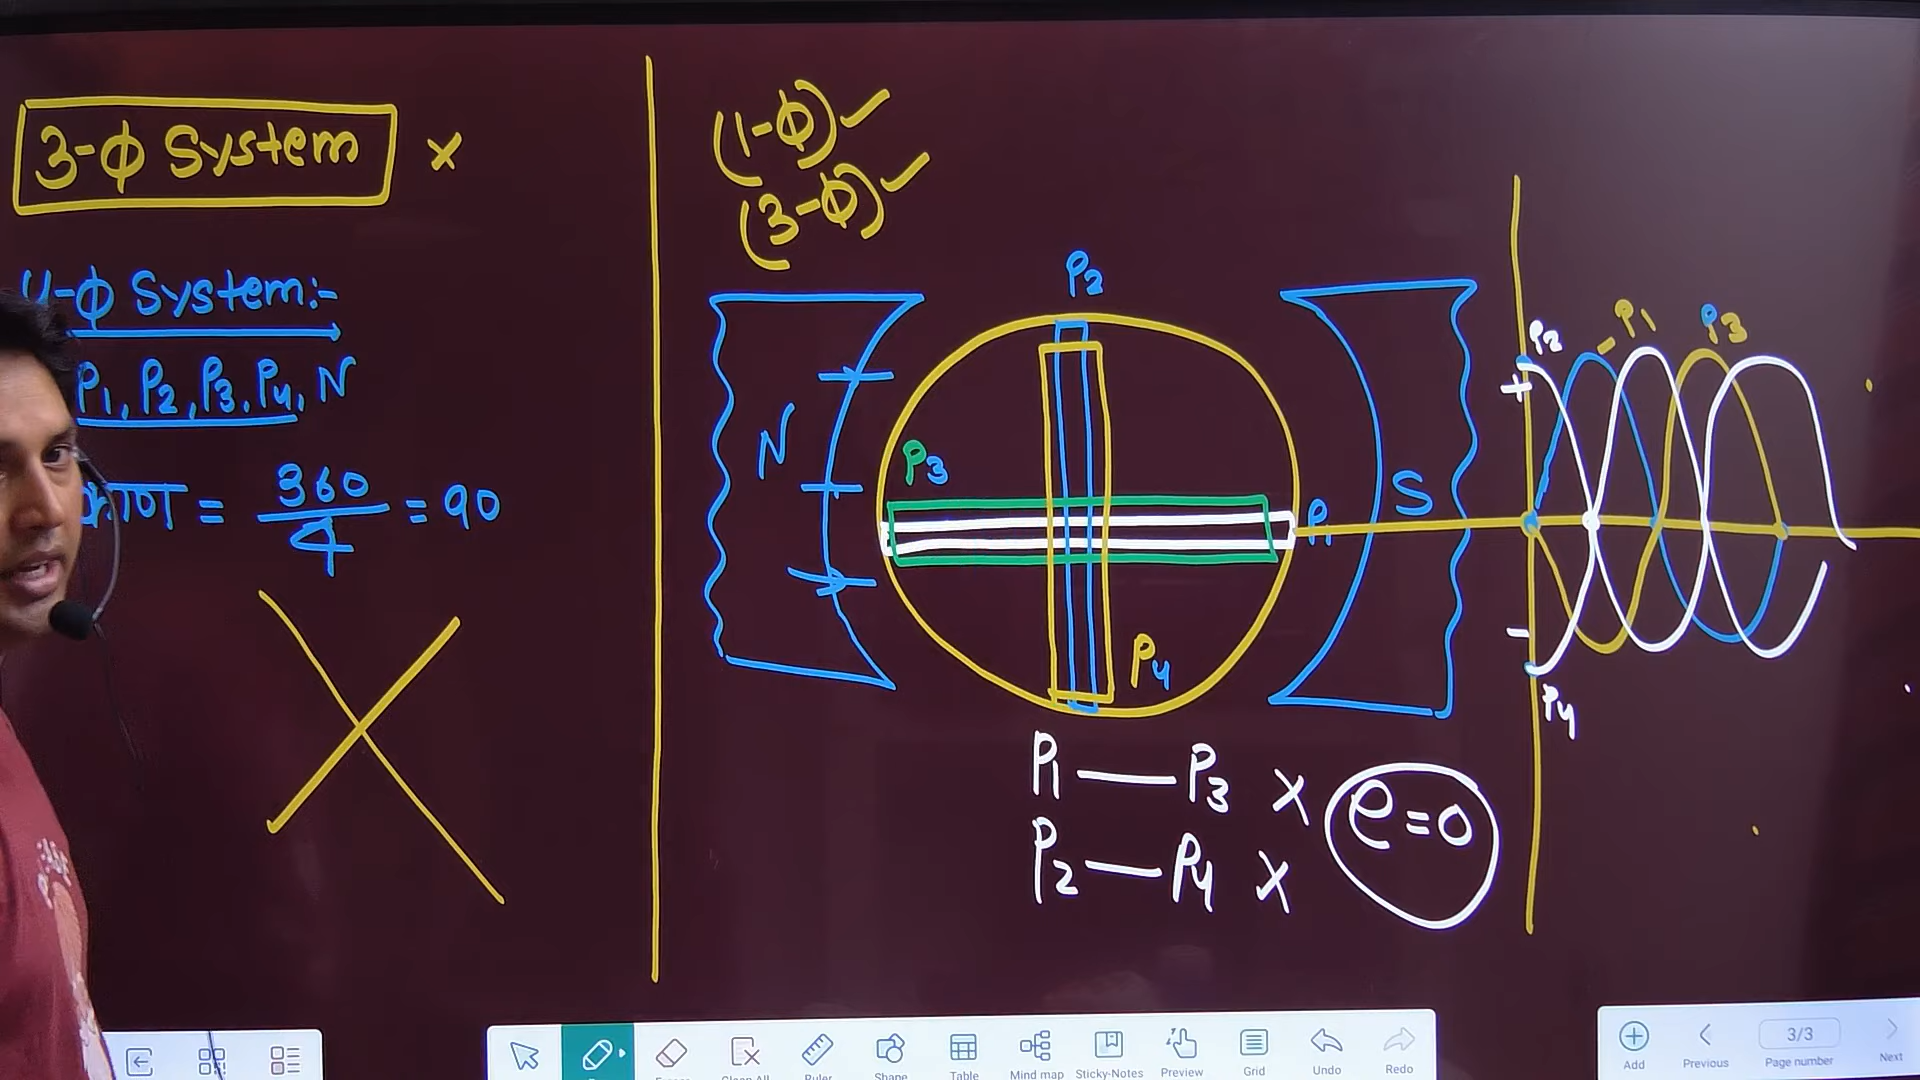 3-Φ System ×
4-Φ System:-
P1, P2, P3, P4, N
= 360/4 = 90
(1-Φ) ✓
(3-Φ) ✓
P2
N
P3
P1
S
P4
P1 — P3 × e=0
P2 — P4 ×
P2
P1
P3
+
-
P4
Clean All
Ruler
Shape
Table
Mind map
Sticky-Notes
Preview
Grid
Undo
Redo
Add
Previous
3/3
Page number
Next